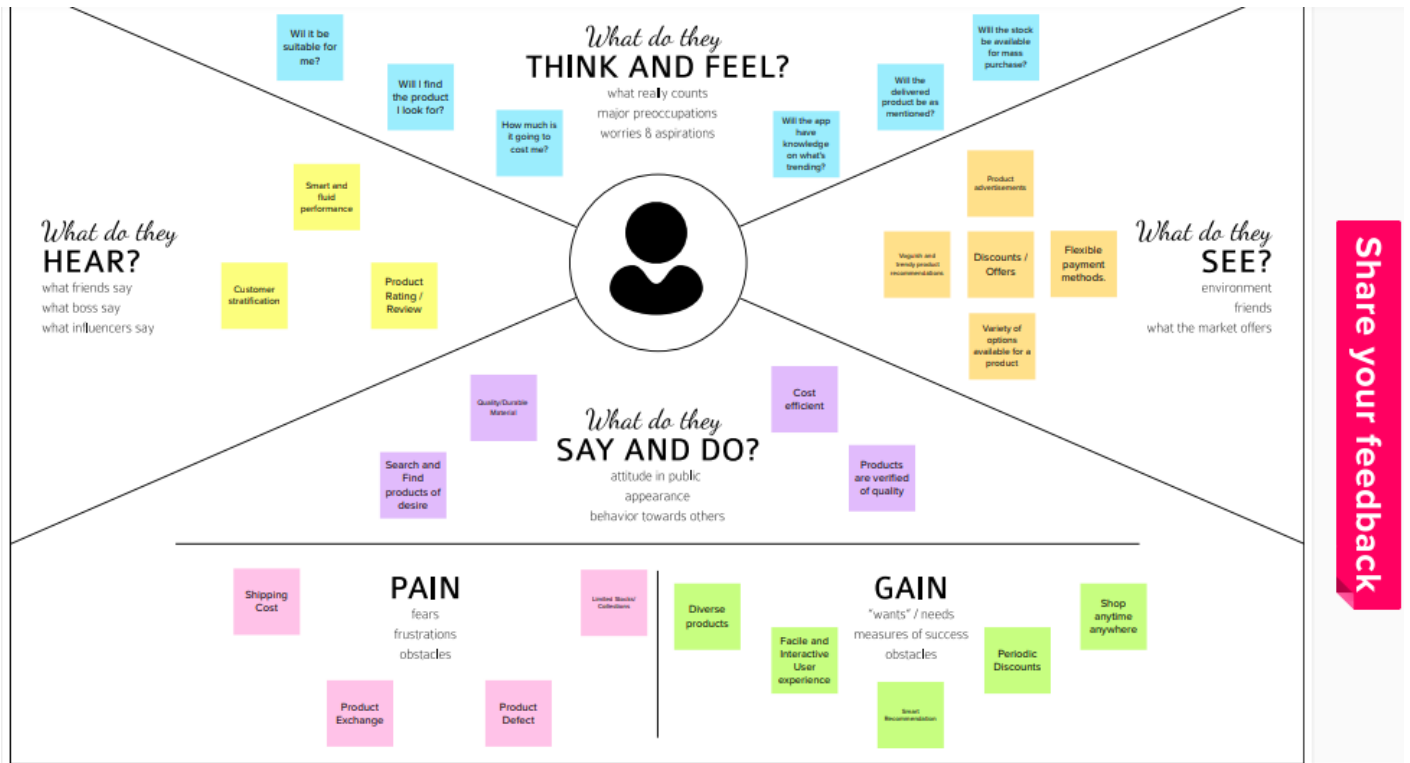 Wil it be
suitable for
me?
Will I find
the product
I look for?
How much is
it going to
cost me?
What do they
THINK AND FEEL?
what really counts
major preoccupations
worries & aspirations
Will the app
have
knowledge
on what's
trending?
Will the
delivered
product be as
mentioned?
Will the stock
be available
for mass
purchase?
What do they
HEAR?
what friends say
what boss say
what influencers say
Smart and
fluid
performance
Customer
stratification
Product
Rating /
Review
Product
advertisements
Voguish and
trendy product
recommendations
Discounts /
Offers
Flexible
payment
methods.
Variety of
options
available for a
product
What do they
SEE?
environment
friends
what the market offers
Quality/Durable
Material
Search and
Find
products of
desire
What do they
SAY AND DO?
attitude in public
appearance
behavior towards others
Cost
efficient
Products
are verified
of quality
Shipping
Cost
PAIN
fears
frustrations
obstacles
Limited Stocks/
Collections
Product
Exchange
Product
Defect
Diverse
products
Facile and
Interactive
User
experience
GAIN
"wants" / needs
measures of success
obstacles
Smart
Recommendation
Periodic
Discounts
Shop
anytime
anywhere
Share your feedback